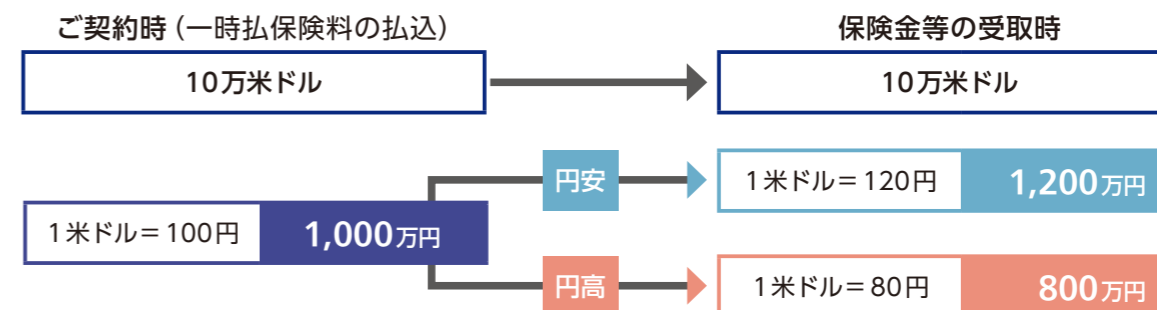 ご契約時（一時払保険料の払込）
保険金等の受取時
10万米ドル
10万米ドル
円安
1米ドル＝120円
1,200万円
1米ドル＝100円
1,000万円
円高
1米ドル＝80円
800万円